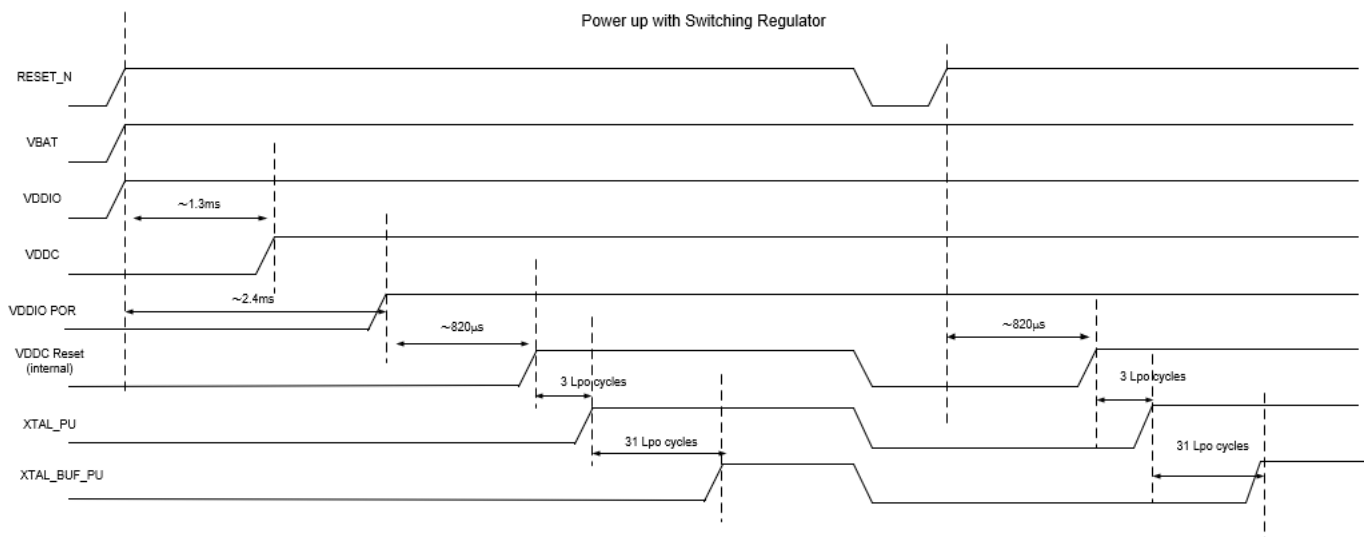 Power up with Switching Regulator
RESET_N
VBAT
VDDIO
~1.3ms
VDDC
~2.4ms
VDDIO POR
~820µs
~820µs
VDDC Reset
(internal)
3 Lpo cycles
3 Lpo cycles
XTAL_PU
31 Lpo cycles
31 Lpo cycles
XTAL_BUF_PU